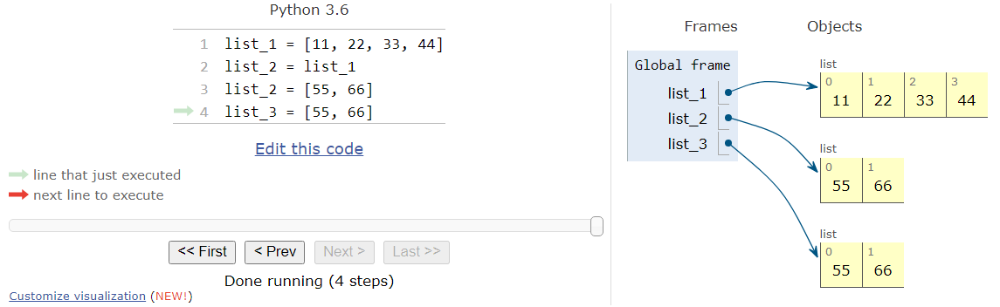 Python 3.6
1 list_1 = [11, 22, 33, 44]
2 list_2 = list_1
3 list_2 = [55, 66]
4 list_3 = [55, 66]
Edit this code
line that just executed
next line to execute
<< First < Prev Next > Last >>
Done running (4 steps)
Customize visualization (NEW!)
Frames Objects
Global frame
list_1
list_2
list_3
list
0 1 2 3
11 22 33 44
list
0 1
55 66
list
0 1
55 66